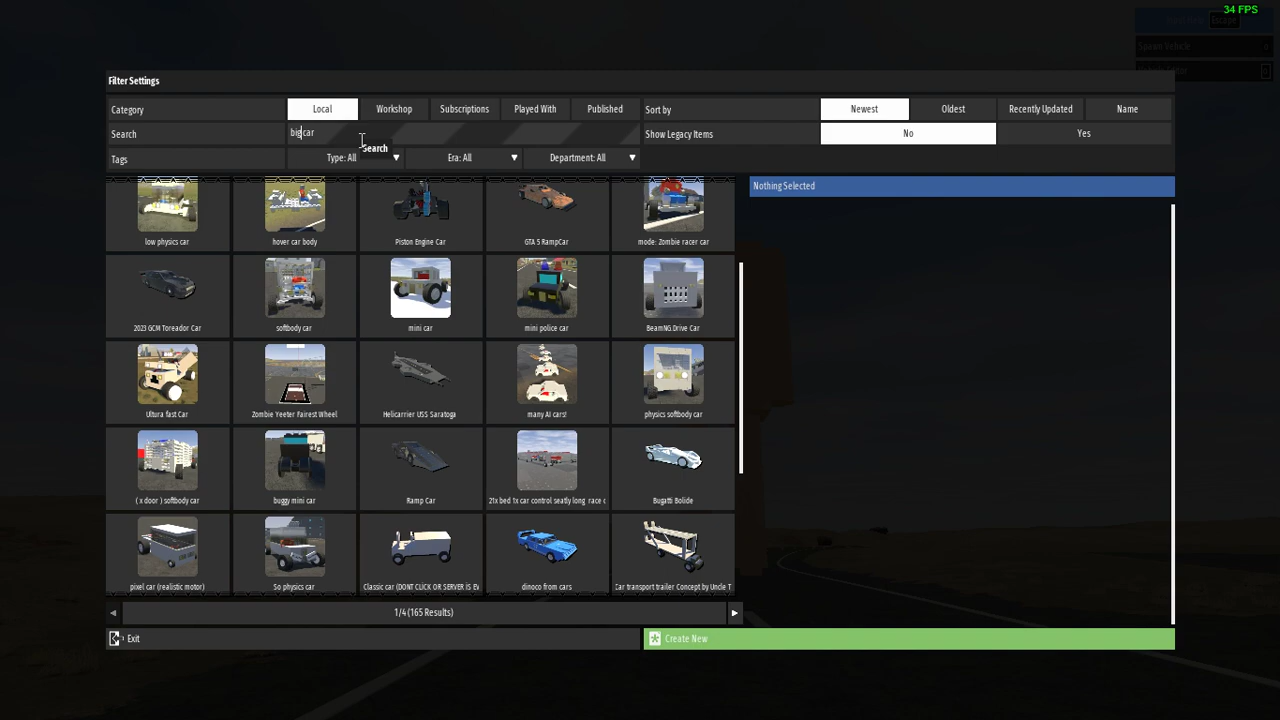 34 FPS
Escape
Spawn Vehicle
Filter Settings
Category
Local
Workshop
Subscriptions
Played With
Published
Sort by
Newest
Oldest
Recently Updated
Name
Search
big car
Search
Show Legacy Items
No
Yes
Tags
Type: All
Era: All
Department: All
Nothing Selected
low physics car
hover car body
Piston Engine Car
GTA 5 RampCar
mode: Zombie racer car
2023 GCM Toreador Car
softbody car
mini car
mini police car
BeamNG.Drive Car
Ultura fast Car
Zombie Yeeter Fairest Wheel
Helicarrier USS Saratoga
many AI cars!
physics softbody car
( x door ) softbody car
buggy mini car
Ramp Car
21x bed 1x car control seatly long race c
Bugatti Bolide
pixel car (realistic motor)
So physics car
Classic car (DONT CLICK OR SERVER IS EV
dinoco from cars
Car transport trailer Concept by Uncle T
1/4 (165 Results)
Exit
Create New